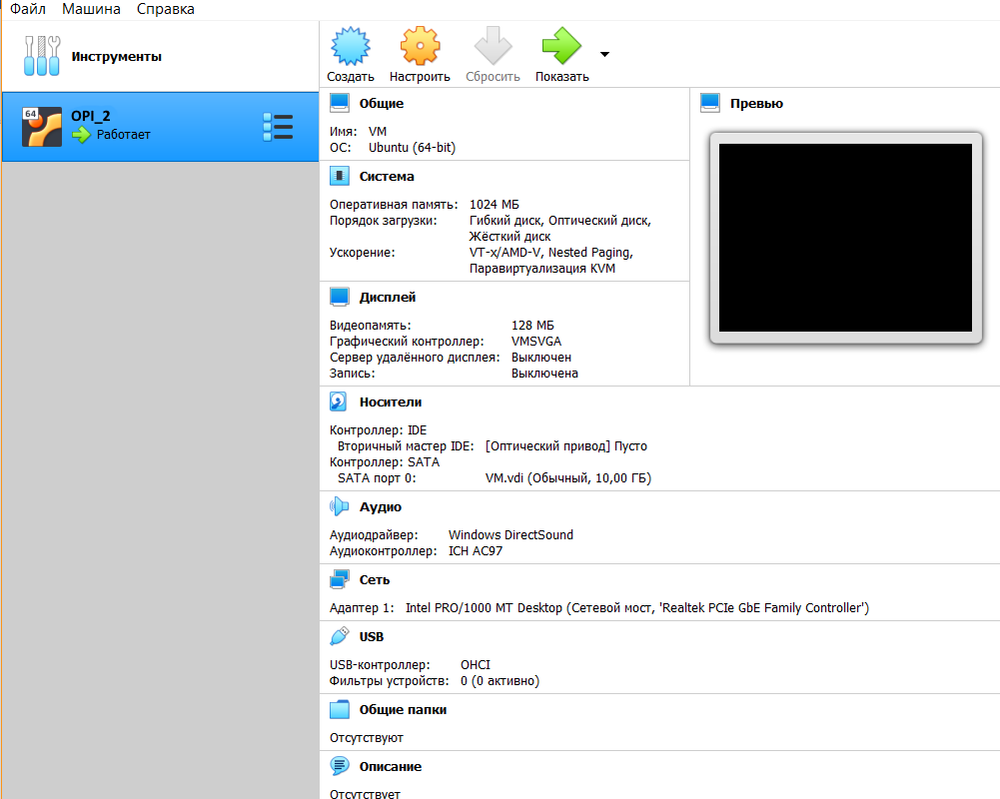 Файл Машина Справка
Инструменты
Создать Настроить Сбросить Показать
64
OPI_2
Работает
Общие
Имя: VM
ОС: Ubuntu (64-bit)
Превью
Система
Оперативная память: 1024 МБ
Порядок загрузки: Гибкий диск, Оптический диск,
Жёсткий диск
Ускорение: VT-x/AMD-V, Nested Paging,
Паравиртуализация KVM
Дисплей
Видеопамять: 128 МБ
Графический контроллер: VMSVGA
Сервер удалённого дисплея: Выключен
Запись: Выключена
Носители
Контроллер: IDE
Вторичный мастер IDE: [Оптический привод] Пусто
Контроллер: SATA
SATA порт 0: VM.vdi (Обычный, 10,00 ГБ)
Аудио
Аудиодрайвер: Windows DirectSound
Аудиоконтроллер: ICH AC97
Сеть
Адаптер 1: Intel PRO/1000 MT Desktop (Сетевой мост, 'Realtek PCIe GbE Family Controller')
USB
USB-контроллер: OHCI
Фильтры устройств: 0 (0 активно)
Общие папки
Отсутствуют
Описание
Отсутствует